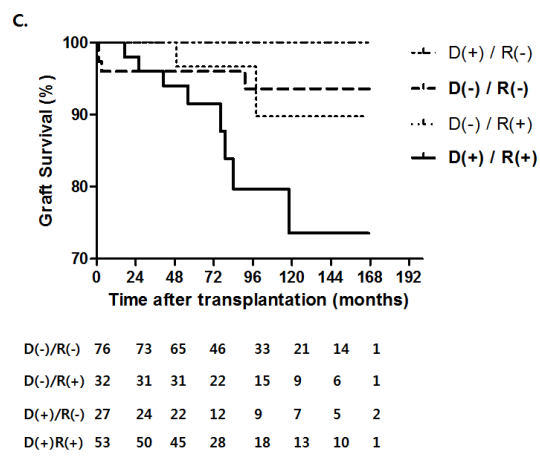 C.
Graft Survival (%)
100
90
80
70
0 24 48 72 96 120 144 168 192
Time after transplantation (months)
D(+) / R(-)
D(-) / R(-)
D(-) / R(+)
D(+) / R(+)
D(-)/R(-) 76 73 65 46 33 21 14 1
D(-)/R(+) 32 31 31 22 15 9 6 1
D(+)/R(-) 27 24 22 12 9 7 5 2
D(+)R(+) 53 50 45 28 18 13 10 1